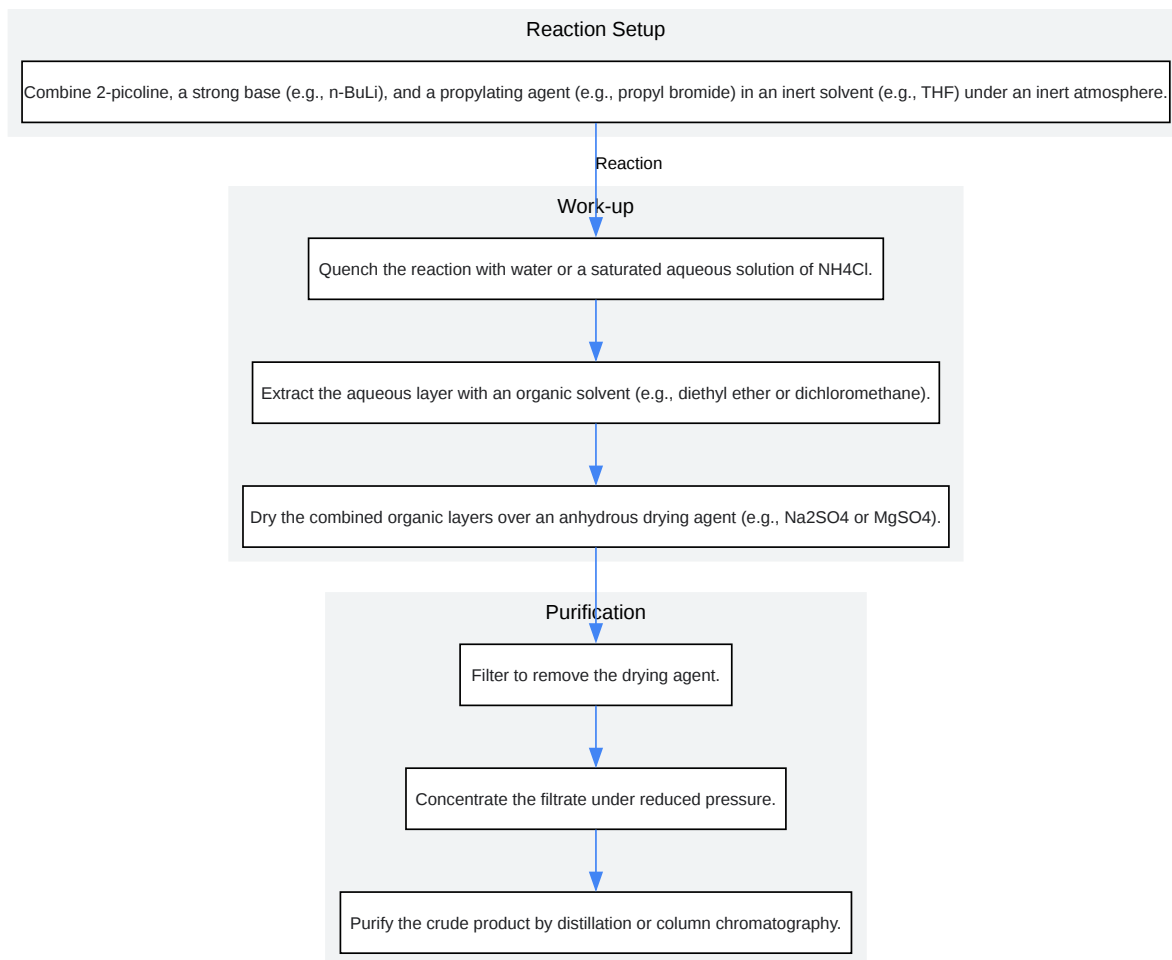 Reaction Setup
Combine 2-picoline, a strong base (e.g., n-BuLi), and a propylating agent (e.g., propyl bromide) in an inert solvent (e.g., THF) under an inert atmosphere.
Reaction
Work-up
Quench the reaction with water or a saturated aqueous solution of NH4Cl.
Extract the aqueous layer with an organic solvent (e.g., diethyl ether or dichloromethane).
Dry the combined organic layers over an anhydrous drying agent (e.g., Na2SO4 or MgSO4).
Purification
Filter to remove the drying agent.
Concentrate the filtrate under reduced pressure.
Purify the crude product by distillation or column chromatography.